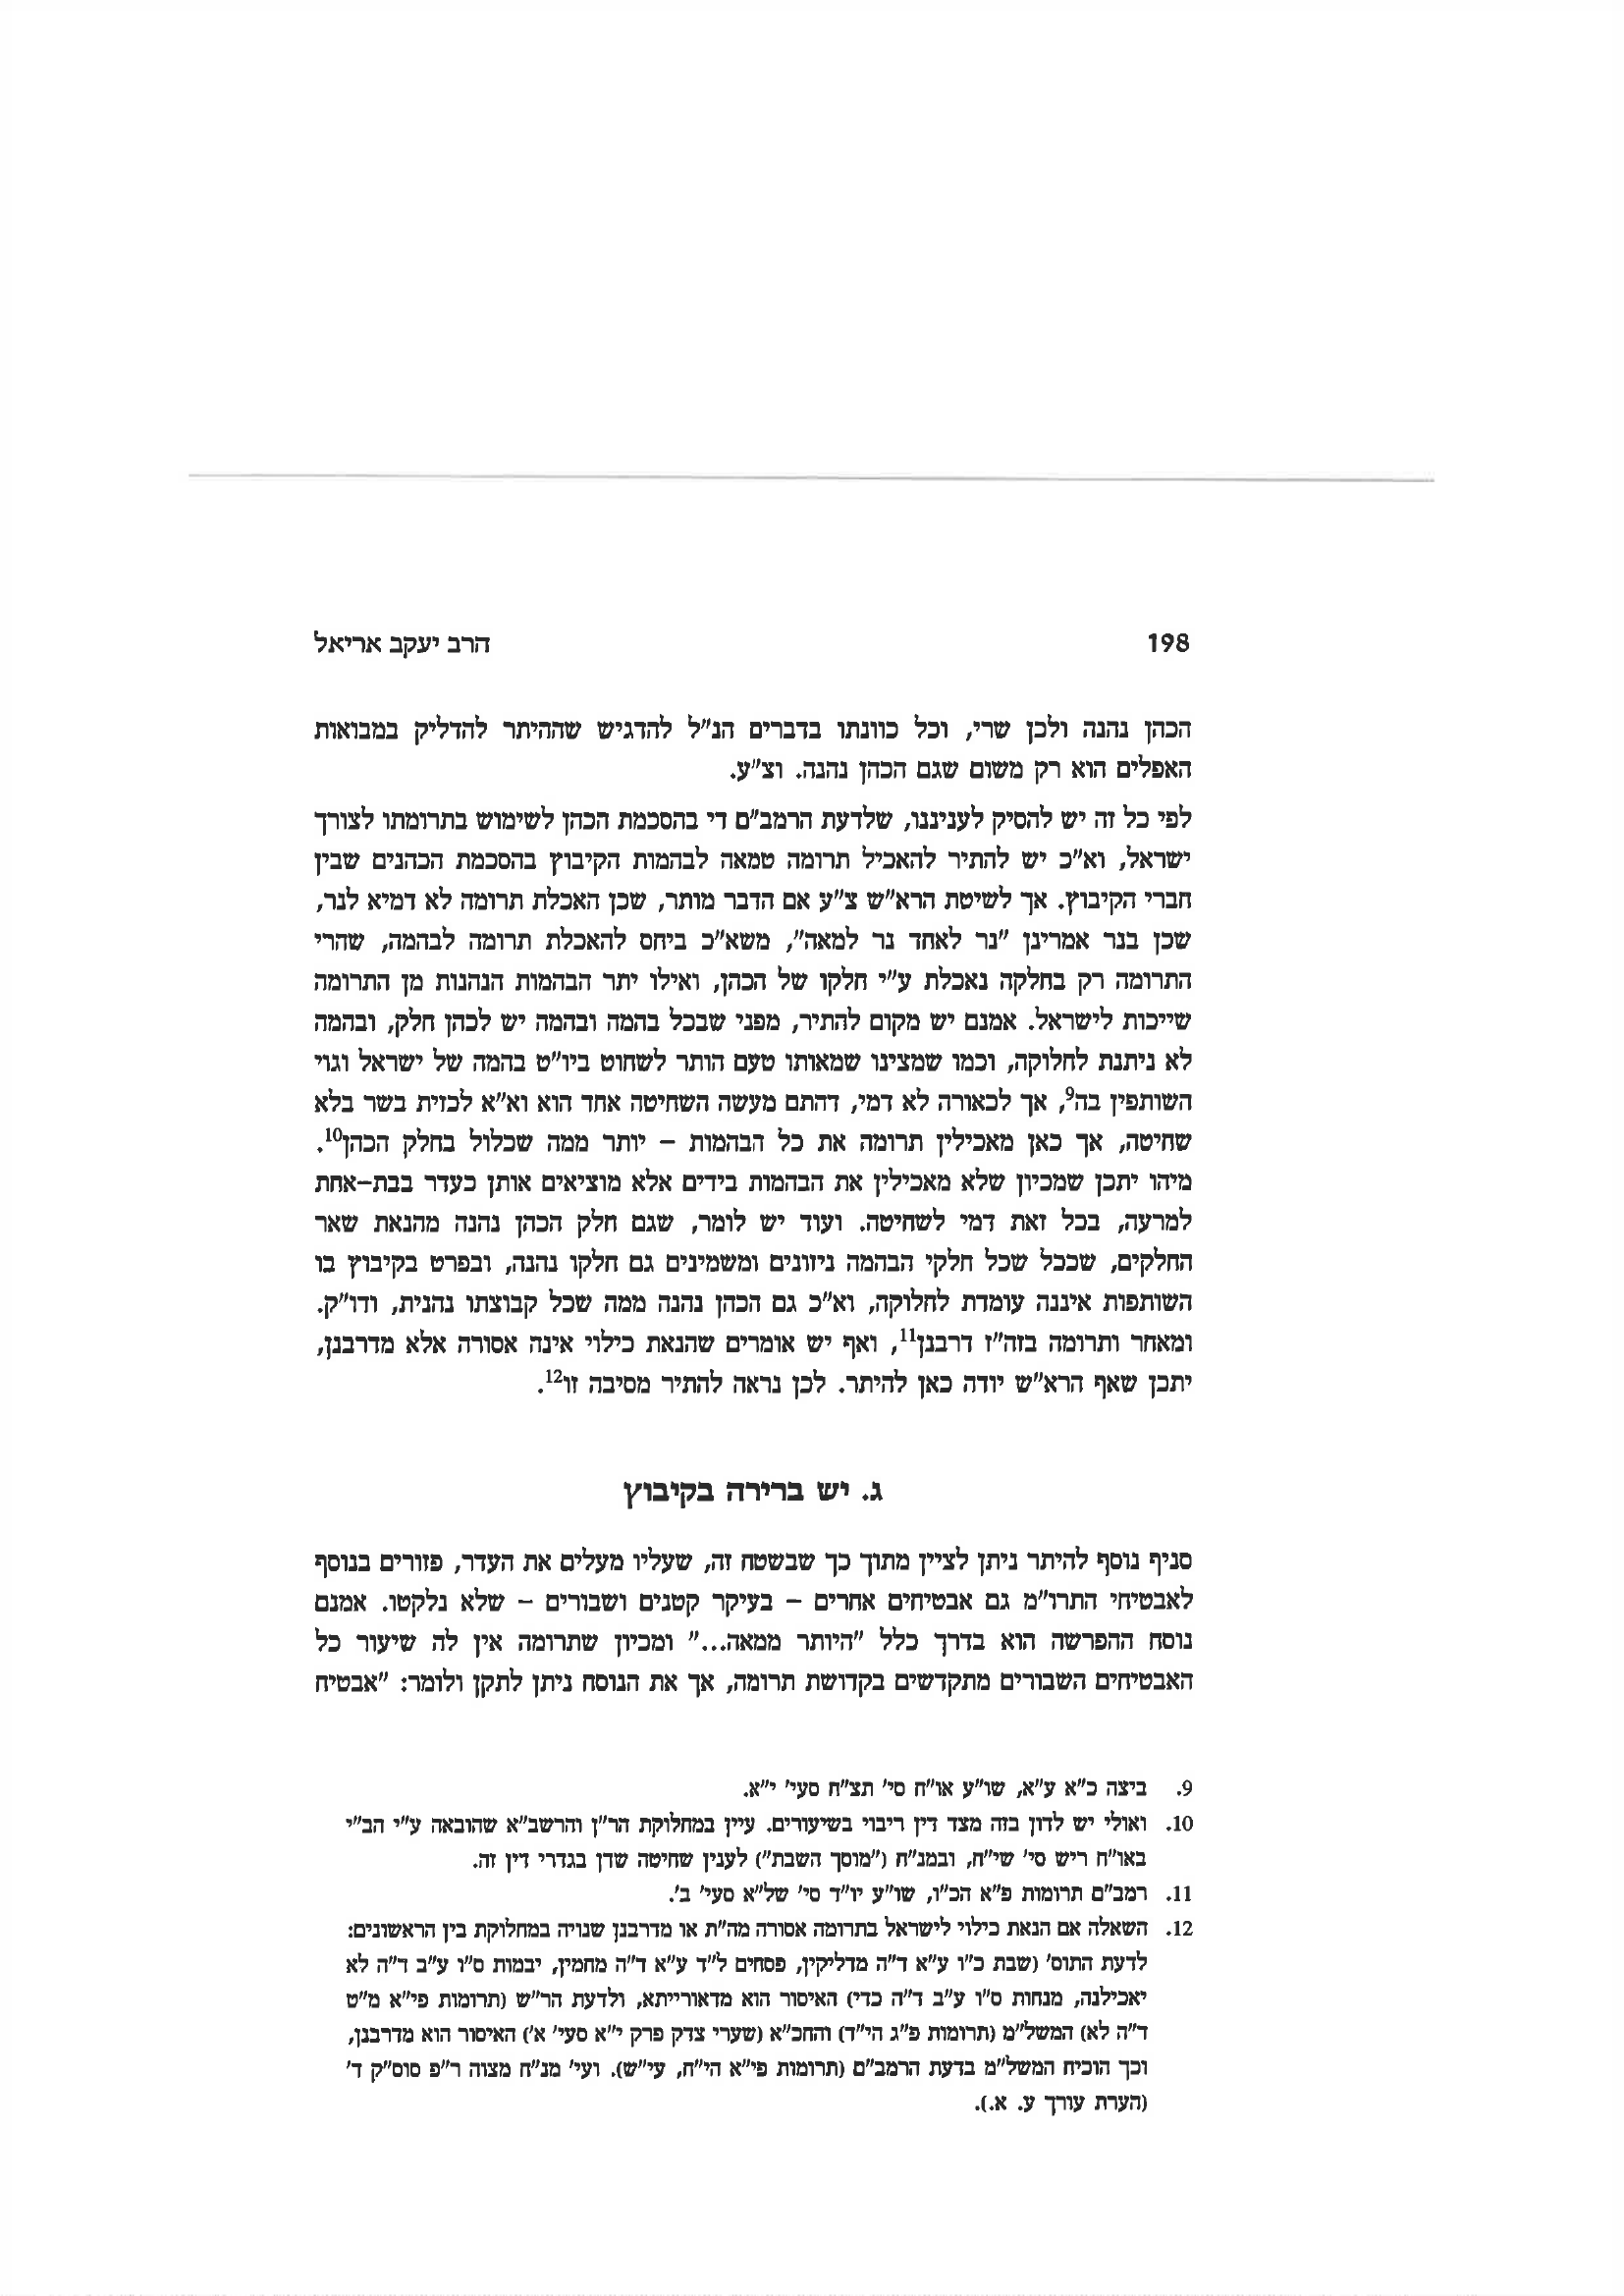 198 הרב יעקב אריאל
הכהן נהנה ולכן שרי, וכל כוונתו בדברים הנ"ל להדגיש שההיתר להדליק במבואות
האפלים הוא רק משום שגם הכהן נהנה. וצ"ע.
לפי כל זה יש להסיק לעניננו, שלדעת הרמב"ם די בהסכמת הכהן לשימוש בתרומתו לצורך
ישראל, וא"כ יש להתיר להאכיל תרומה טמאה לבהמות הקיבוץ בהסכמת הכהנים שבין
חברי הקיבוץ. אך לשיטת הרא"ש צ"ע אם הדבר מותר, שכן האכלת תרומה לא דמיא לנר,
שכן בנר אמרינן "נר לאחד נר למאה", משא"כ ביחס להאכלת תרומה לבהמה, שהרי
התרומה רק בחלקה נאכלת ע"י חלקו של הכהן, ואילו יתר הבהמות הנהנות מן התרומה
שייכות לישראל. אמנם יש מקום להתיר, מפני שבכל בהמה ובהמה יש לכהן חלק, ובהמה
לא ניתנת לחלוקה, וכמו שמצינו שמאותו טעם הותר לשחוט ביו"ט בהמה של ישראל וגוי
השותפין בה9, אך לכאורה לא דמי, דהתם מעשה השחיטה אחד הוא וא"א לכזית בשר בלא
שחיטה, אך כאן מאכילין תרומה את כל הבהמות – יותר ממה שכלול בחלק הכהן10.
מיהו יתכן שמכיון שלא מאכילין את הבהמות בידים אלא מוציאים אותן כעדר בבת–אחת
למרעה, בכל זאת דמי לשחיטה. ועוד יש לומר, שגם חלק הכהן נהנה מהנאת שאר
החלקים, שככל שכל חלקי הבהמה ניזונים ומשמינים גם חלקו נהנה, ובפרט בקיבוץ בו
השותפות איננה עומדת לחלוקה, וא"כ גם הכהן נהנה ממה שכל קבוצתו נהנית, ודו"ק.
ומאחר ותרומה בזה"ז דרבנן11, ואף יש אומרים שהנאת כילוי אינה אסורה אלא מדרבנן,
יתכן שאף הרא"ש יודה כאן להיתר. לכן נראה להתיר מסיבה זו12.
ג. יש ברירה בקיבוץ
סניף נוסף להיתר ניתן לציין מתוך כך שבשטח זה, שעליו מעלים את העדר, פזורים בנוסף
לאבטיחי התרו"מ גם אבטיחים אחרים – בעיקר קטנים ושבורים – שלא נלקטו. אמנם
נוסח ההפרשה הוא בדרך כלל "היותר ממאה..." ומכיון שתרומה אין לה שיעור כל
האבטיחים השבורים מתקדשים בקדושת תרומה, אך את הנוסח ניתן לתקן ולומר: "אבטיח
9. ביצה כ"א ע"א, שו"ע או"ח סי' תצ"ח סעי' י"א.
10. ואולי יש לדון בזה מצד דין ריבוי בשיעורים. עיין במחלוקת הר"ן והרשב"א שהובאה ע"י הב"י
באו"ח ריש סי' שי"ח, ובמנ"ח ("מוסך השבת") לענין שחיטה שדן בגדרי דין זה.
11. רמב"ם תרומות פ"א הכ"ו, שו"ע יו"ד סי' של"א סעי' ב'.
12. השאלה אם הנאת כילוי לישראל בתרומה אסורה מה"ת או מדרבנן שנויה במחלוקת בין הראשונים:
לדעת התוס' (שבת כ"ו ע"א ד"ה מדליקין, פסחים ל"ד ע"א ד"ה מחמין, יבמות ס"ו ע"ב ד"ה לא
יאכילנה, מנחות ס"ו ע"ב ד"ה כדי) האיסור הוא מדאורייתא, ולדעת הר"ש (תרומות פי"א מ"ט
ד"ה לא) המשל"מ (תרומות פ"ג הי"ד) והחכ"א (שערי צדק פרק י"א סעי' א') האיסור הוא מדרבנן,
וכך הוכיח המשל"מ בדעת הרמב"ם (תרומות פי"א הי"ח, עי"ש). ועי' מנ"ח מצוה ר"פ סוס"ק ד'
(הערת עורך ע. א.).